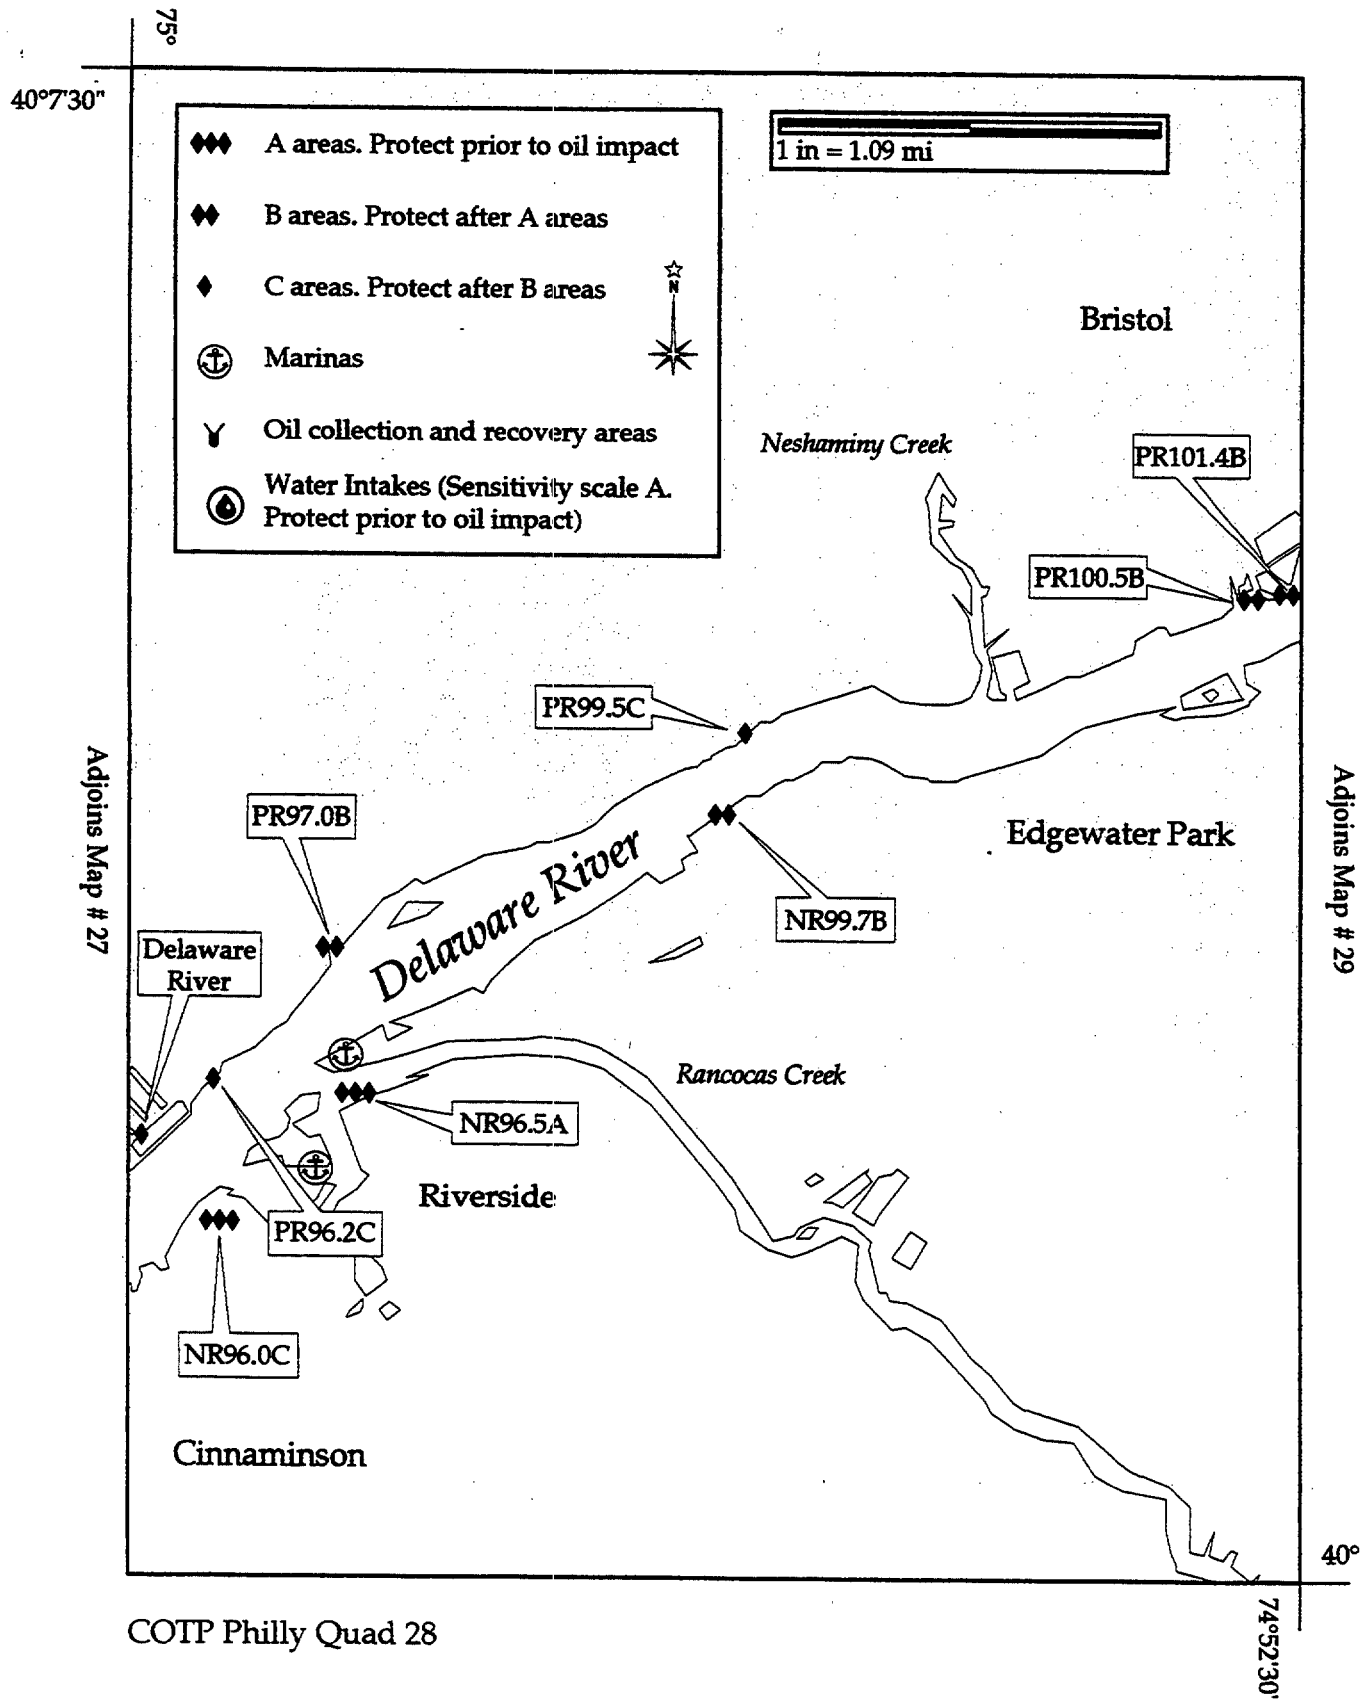 75°
40°7'30"
A areas. Protect prior to oil impact
1 in = 1.09 mi
B areas. Protect after A areas
C areas. Protect after B areas
N
Bristol
Marinas
Oil collection and recovery areas
Neshaminy Creek
PR101.4B
Water Intakes (Sensitivity scale A.
Protect prior to oil impact)
PR100.5B
PR99.5C
Adjoins Map # 27
Adjoins Map # 29
PR97.0B
Edgewater Park
Delaware River
NR99.7B
Delaware
River
Rancocas Creek
NR96.5A
Riverside
PR96.2C
NR96.0C
Cinnaminson
40°
COTP Philly Quad 28
74°52'30'